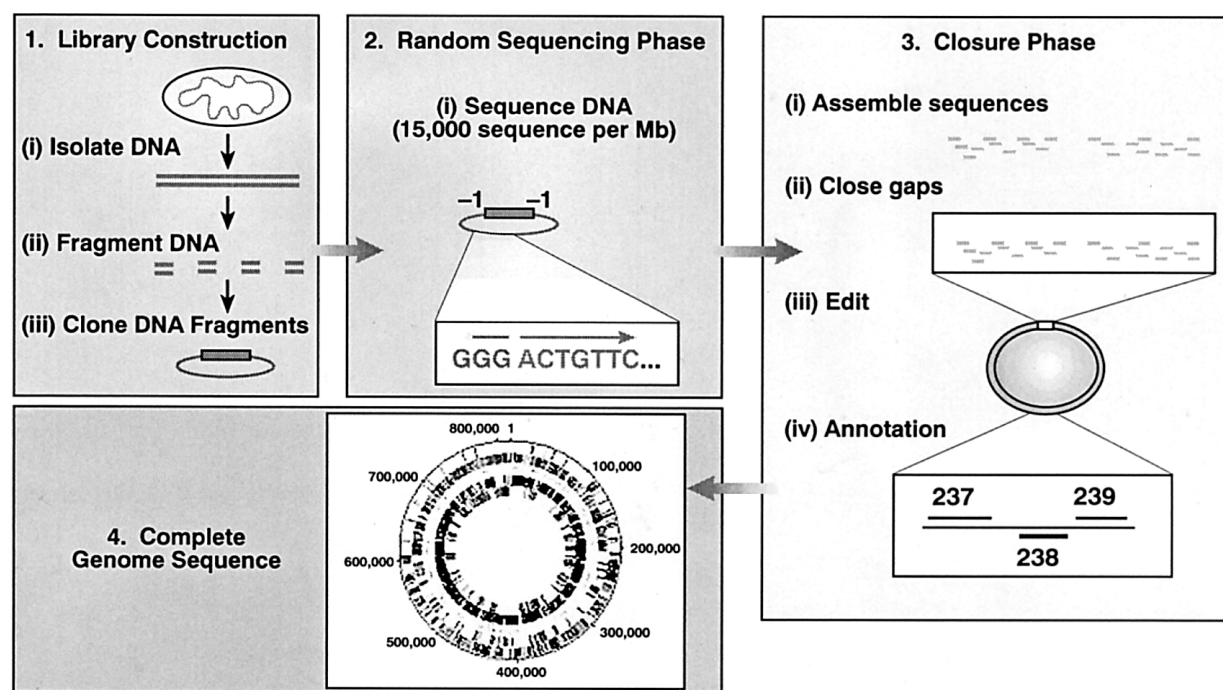 1. Library Construction
(i) Isolate DNA
(ii) Fragment DNA
(iii) Clone DNA Fragments
2. Random Sequencing Phase
(i) Sequence DNA
(15,000 sequence per Mb)
–1 –1
GGG ACTGTTC...
3. Closure Phase
(i) Assemble sequences
(ii) Close gaps
(iii) Edit
(iv) Annotation
237 239
238
4. Complete
Genome Sequence
800,000 1
100,000
200,000
300,000
400,000
500,000
600,000
700,000